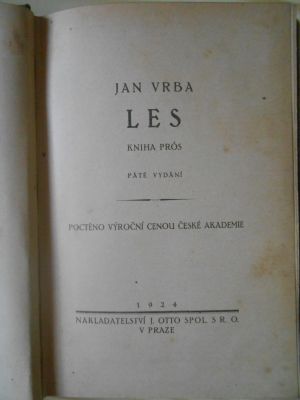 JAN VRBA
LES
KNIHA PRÓS
PÁTÉ VYDÁNÍ
POCTĚNO VÝROČNÍ CENOU ČESKÉ AKADEMIE
1924
NAKLADATELSTVÍ J. OTTO SPOL. S R. O.
V PRAZE